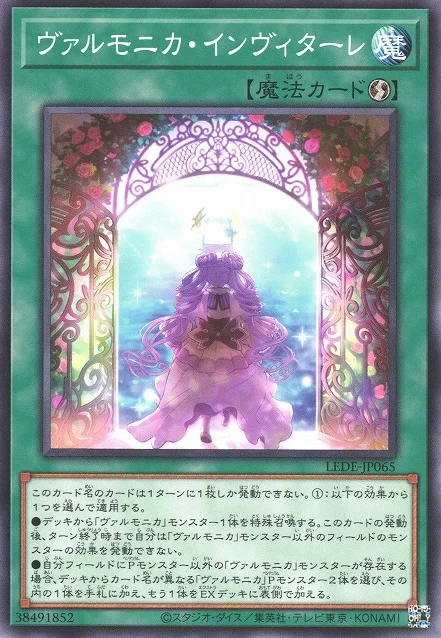 ヴァルモニカ・インヴィターレ
魔
【魔法カード】
LEDE-JP065
このカード名のカードは1ターンに1枚しか発動できない。①:以下の効果から
1つを選んで適用する。
●デッキから「ヴァルモニカ」モンスター1体を特殊召喚する。このカードの発動
後、ターン終了時まで自分は「ヴァルモニカ」モンスター以外のフィールドのモン
スターの効果を発動できない。
●自分フィールドにPモンスター以外の「ヴァルモニカ」モンスターが存在する
場合、デッキからカード名が異なる「ヴァルモニカ」Pモンスター2体を選び、その
内の1体を手札に加え、もう1体をEXデッキに表側で加える。
38491852
©スタジオ・ダイス/集英社・テレビ東京・KONAMI